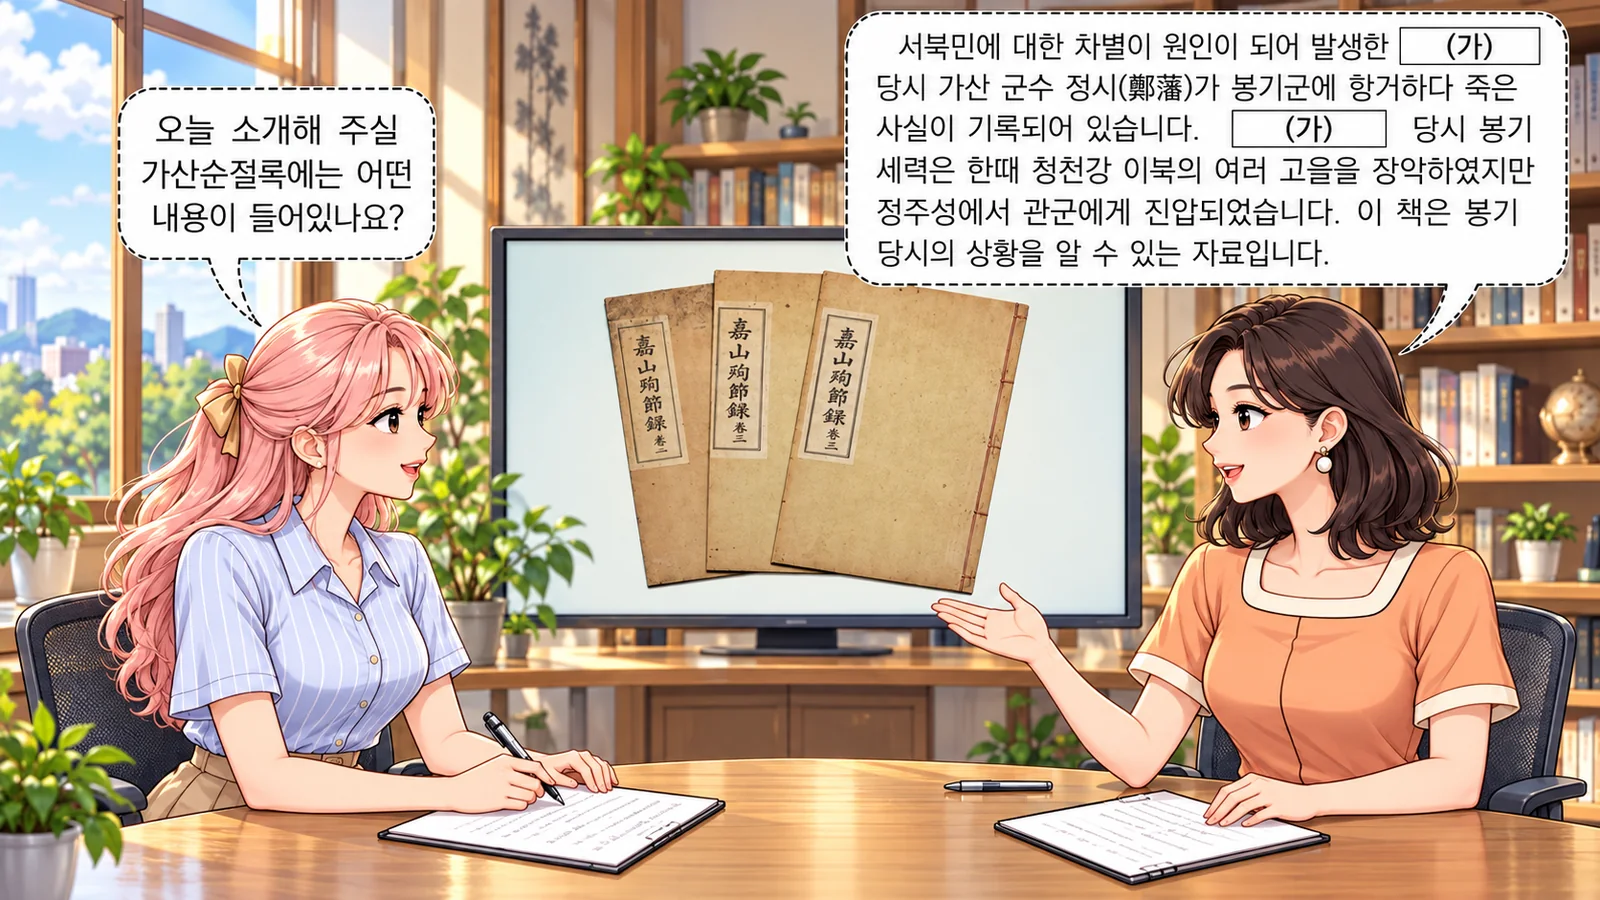 오늘 소개해 주실
가산순절록에는 어떤
내용이 들어있나요?
서북민에 대한 차별이 원인이 되어 발생한 (가)
당시 가산 군수 정시(鄭蓍)가 봉기군에 항거하다 죽은
사실이 기록되어 있습니다. (가) 당시 봉기
세력은 한때 청천강 이북의 여러 고을을 장악하였지만
정주성에서 관군에게 진압되었습니다. 이 책은 봉기
당시의 상황을 알 수 있는 자료입니다.
嘉山殉節録 卷二
嘉山殉節録 卷三
嘉山殉節録 卷三